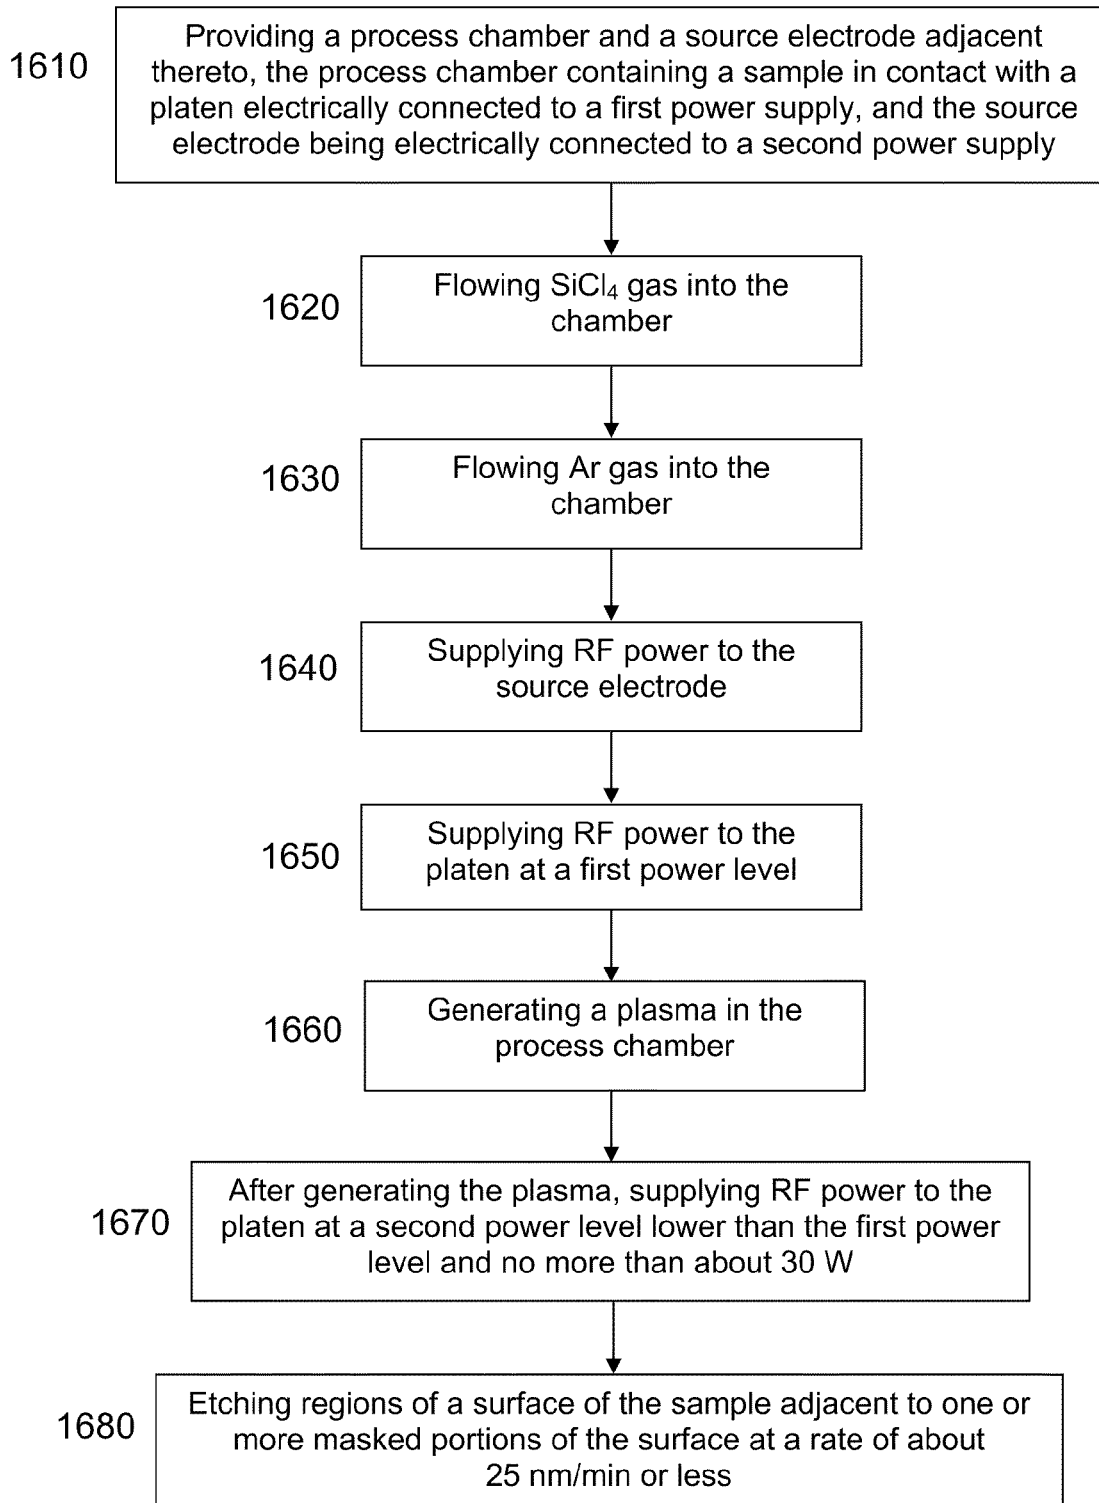 1610
Providing a process chamber and a source electrode adjacent
thereto, the process chamber containing a sample in contact with a
platen electrically connected to a first power supply, and the source
electrode being electrically connected to a second power supply
1620
Flowing SiCl₄ gas into the
chamber
1630
Flowing Ar gas into the
chamber
1640
Supplying RF power to the
source electrode
1650
Supplying RF power to the
platen at a first power level
1660
Generating a plasma in the
process chamber
1670
After generating the plasma, supplying RF power to the
platen at a second power level lower than the first power
level and no more than about 30 W
1680
Etching regions of a surface of the sample adjacent to one or
more masked portions of the surface at a rate of about
25 nm/min or less